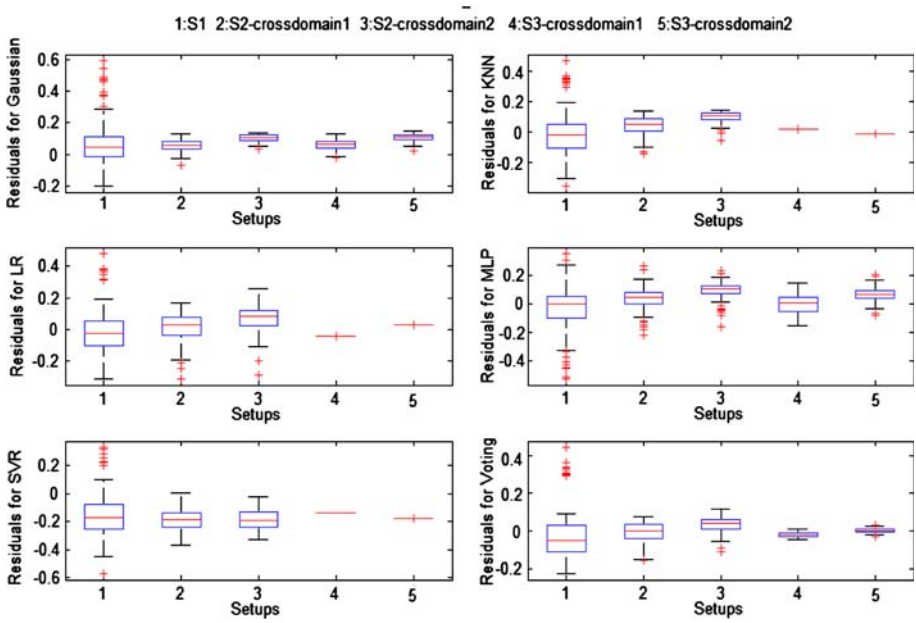 1:S1 2:S2-crossdomain1 3:S2-crossdomain2 4:S3-crossdomain1 5:S3-crossdomain2
Residuals for Gaussian
0.6
0.4
0.2
0
-0.2
1 2 3 4 5
Setups
Residuals for KNN
0.4
0.2
0
-0.2
1 2 3 4 5
Setups
Residuals for LR
0.4
0.2
0
-0.2
1 2 3 4 5
Setups
Residuals for MLP
0.2
0
-0.2
-0.4
1 2 3 4 5
Setups
Residuals for SVR
0.2
0
-0.2
-0.4
-0.6
1 2 3 4 5
Setups
Residuals for Voting
0.4
0.2
0
-0.2
1 2 3 4 5
Setups